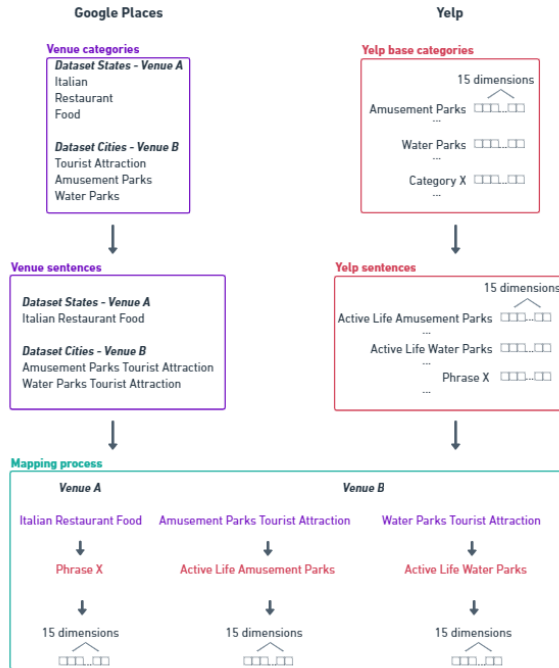 Google Places
Yelp
Venue categories
Dataset States - Venue A
Italian
Restaurant
Food
Dataset Cities - Venue B
Tourist Attraction
Amusement Parks
Water Parks
Yelp base categories
15 dimensions
Amusement Parks □□□...□□
...
Water Parks □□□...□□
...
Category X □□□...□□
...
Venue sentences
Dataset States - Venue A
Italian Restaurant Food
Dataset Cities - Venue B
Amusement Parks Tourist Attraction
Water Parks Tourist Attraction
Yelp sentences
15 dimensions
Active Life Amusement Parks □□□...□□
...
Active Life Water Parks □□□...□□
...
Phrase X □□□...□□
...
Mapping process
Venue A Venue B
Italian Restaurant Food Amusement Parks Tourist Attraction Water Parks Tourist Attraction
Phrase X Active Life Amusement Parks Active Life Water Parks
15 dimensions 15 dimensions 15 dimensions
□□□...□□ □□□...□□ □□□...□□